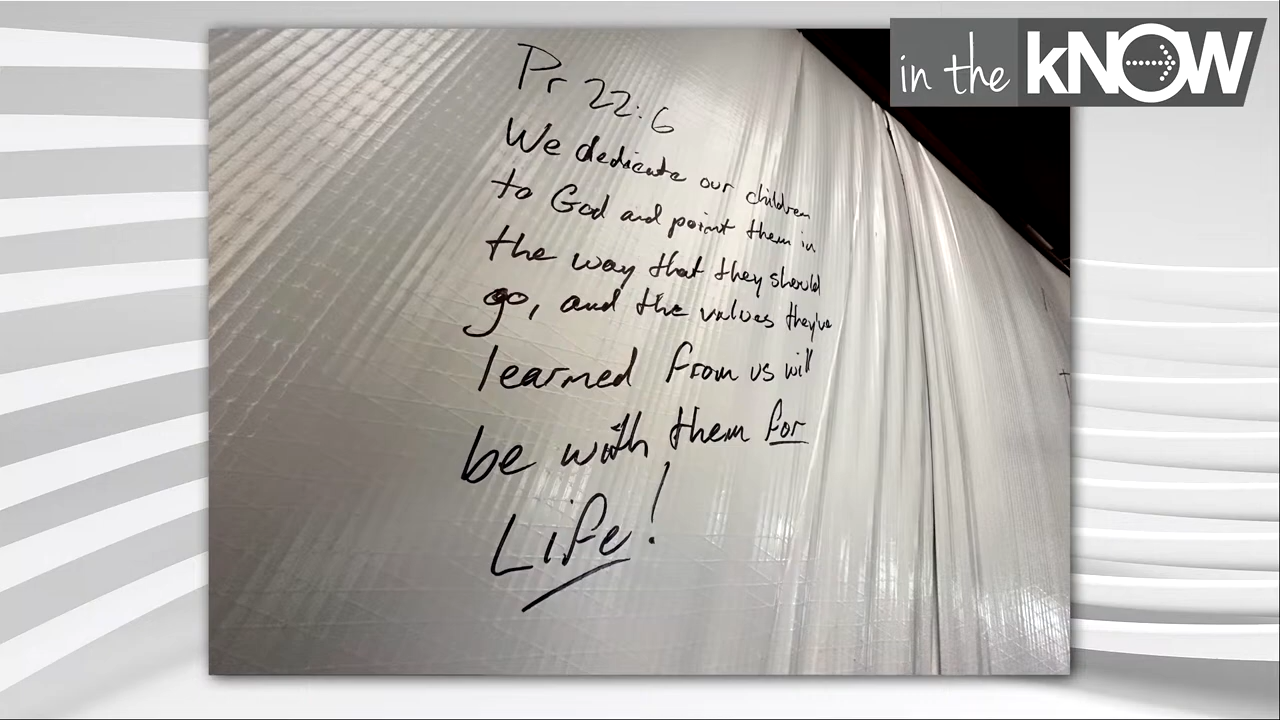 in the kNOW
Pr 22:6
We dedicate our children
to God and point them in
the way that they should
go, and the values they've
learned from us will
be with them for
Life!